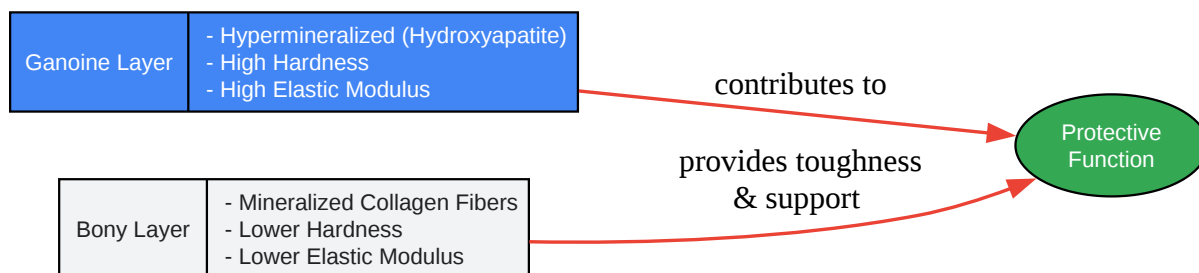 Ganoine Layer
- Hypermineralized (Hydroxyapatite)
- High Hardness
- High Elastic Modulus
contributes to
Protective
Function
provides toughness
& support
Bony Layer
- Mineralized Collagen Fibers
- Lower Hardness
- Lower Elastic Modulus